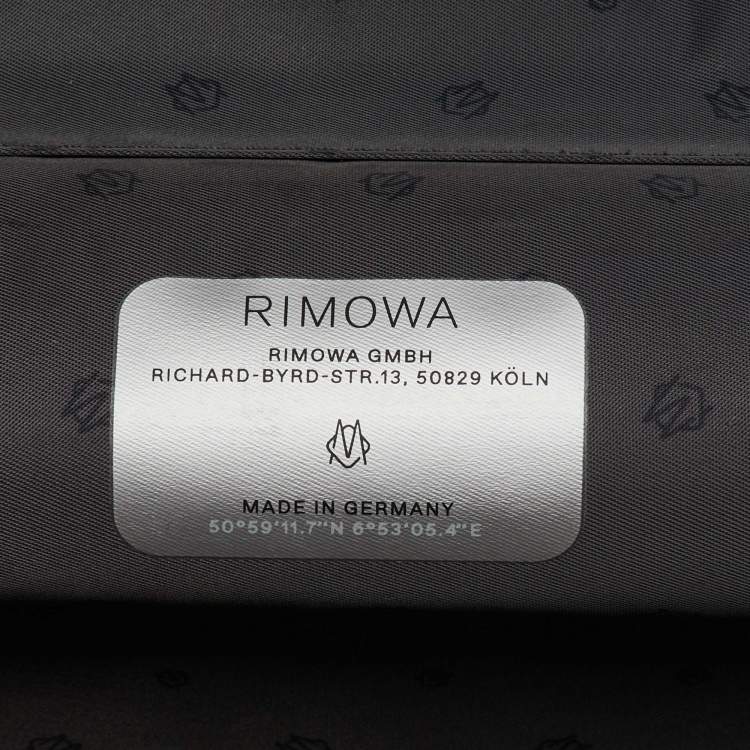 RIMOWA
RIMOWA GMBH
RICHARD-BYRD-STR.13, 50829 KÖLN
MADE IN GERMANY
50°59'11.7"N 6°53'05.4"E